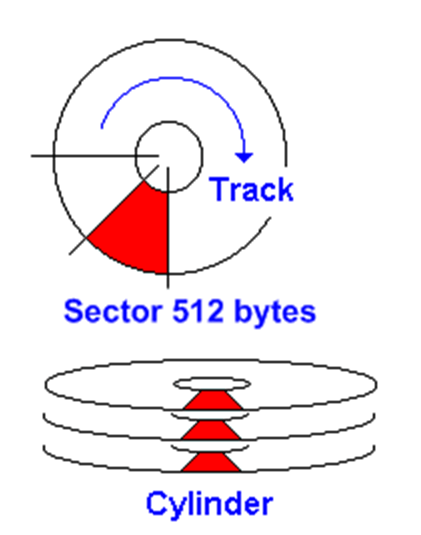 Track
Sector 512 bytes
Cylinder